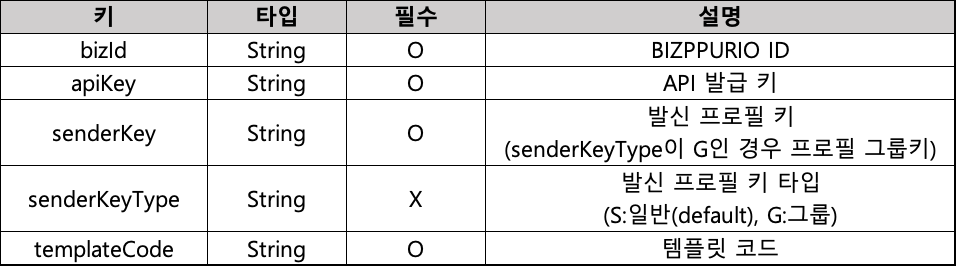 키 타입 필수 설명
bizId String O BIZPPURIO ID
apiKey String O API 발급 키
senderKey String O 발신 프로필 키
(senderKeyType이 G인 경우 프로필 그룹키)
senderKeyType String X 발신 프로필 키 타입
(S:일반(default), G:그룹)
templateCode String O 템플릿 코드